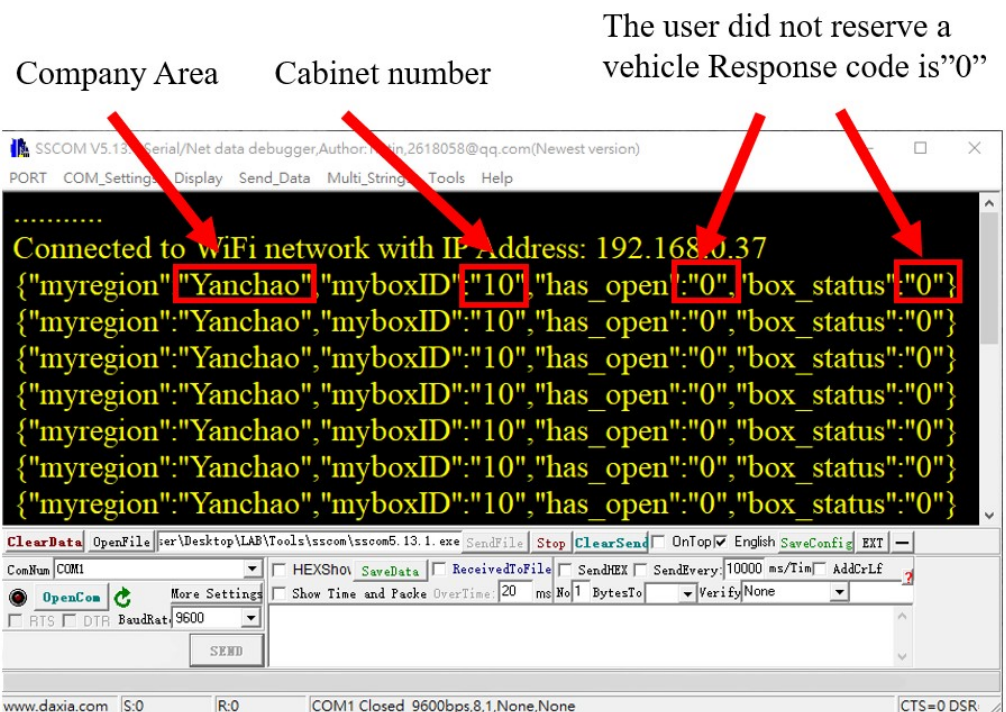 The user did not reserve a
vehicle Response code is”0”
Company Area
Cabinet number
SSCOM V5.13.1 Serial/Net data debugger,Author: ,2618058@qq.com(Newest version)
PORT COM_Settings Display Send_Data Multi_Strings Tools Help
...........
Connected to WiFi network with IP Address: 192.168.0.37
{"myregion":"Yanchao","myboxID":"10","has_open":"0","box_status":"0"}
{"myregion":"Yanchao","myboxID":"10","has_open":"0","box_status":"0"}
{"myregion":"Yanchao","myboxID":"10","has_open":"0","box_status":"0"}
{"myregion":"Yanchao","myboxID":"10","has_open":"0","box_status":"0"}
{"myregion":"Yanchao","myboxID":"10","has_open":"0","box_status":"0"}
{"myregion":"Yanchao","myboxID":"10","has_open":"0","box_status":"0"}
{"myregion":"Yanchao","myboxID":"10","has_open":"0","box_status":"0"}
ClearData OpenFile ser\Desktop\LAB\Tools\sscom\sscom5.13.1.exe SendFile Stop ClearSend OnTop English SaveConfig EXT —
ComNum COM1 HEXShow SaveData ReceivedToFile SendHEX SendEvery: 10000 ms/Tim AddCrLf ?
OpenCom More Settings Show Time and Packe OverTime: 20 ms No 1 BytesTo Verify None
RTS DTR BaudRat: 9600
SEND
www.daxia.com S:0 R:0 COM1 Closed 9600bps,8,1,None,None CTS=0 DSR